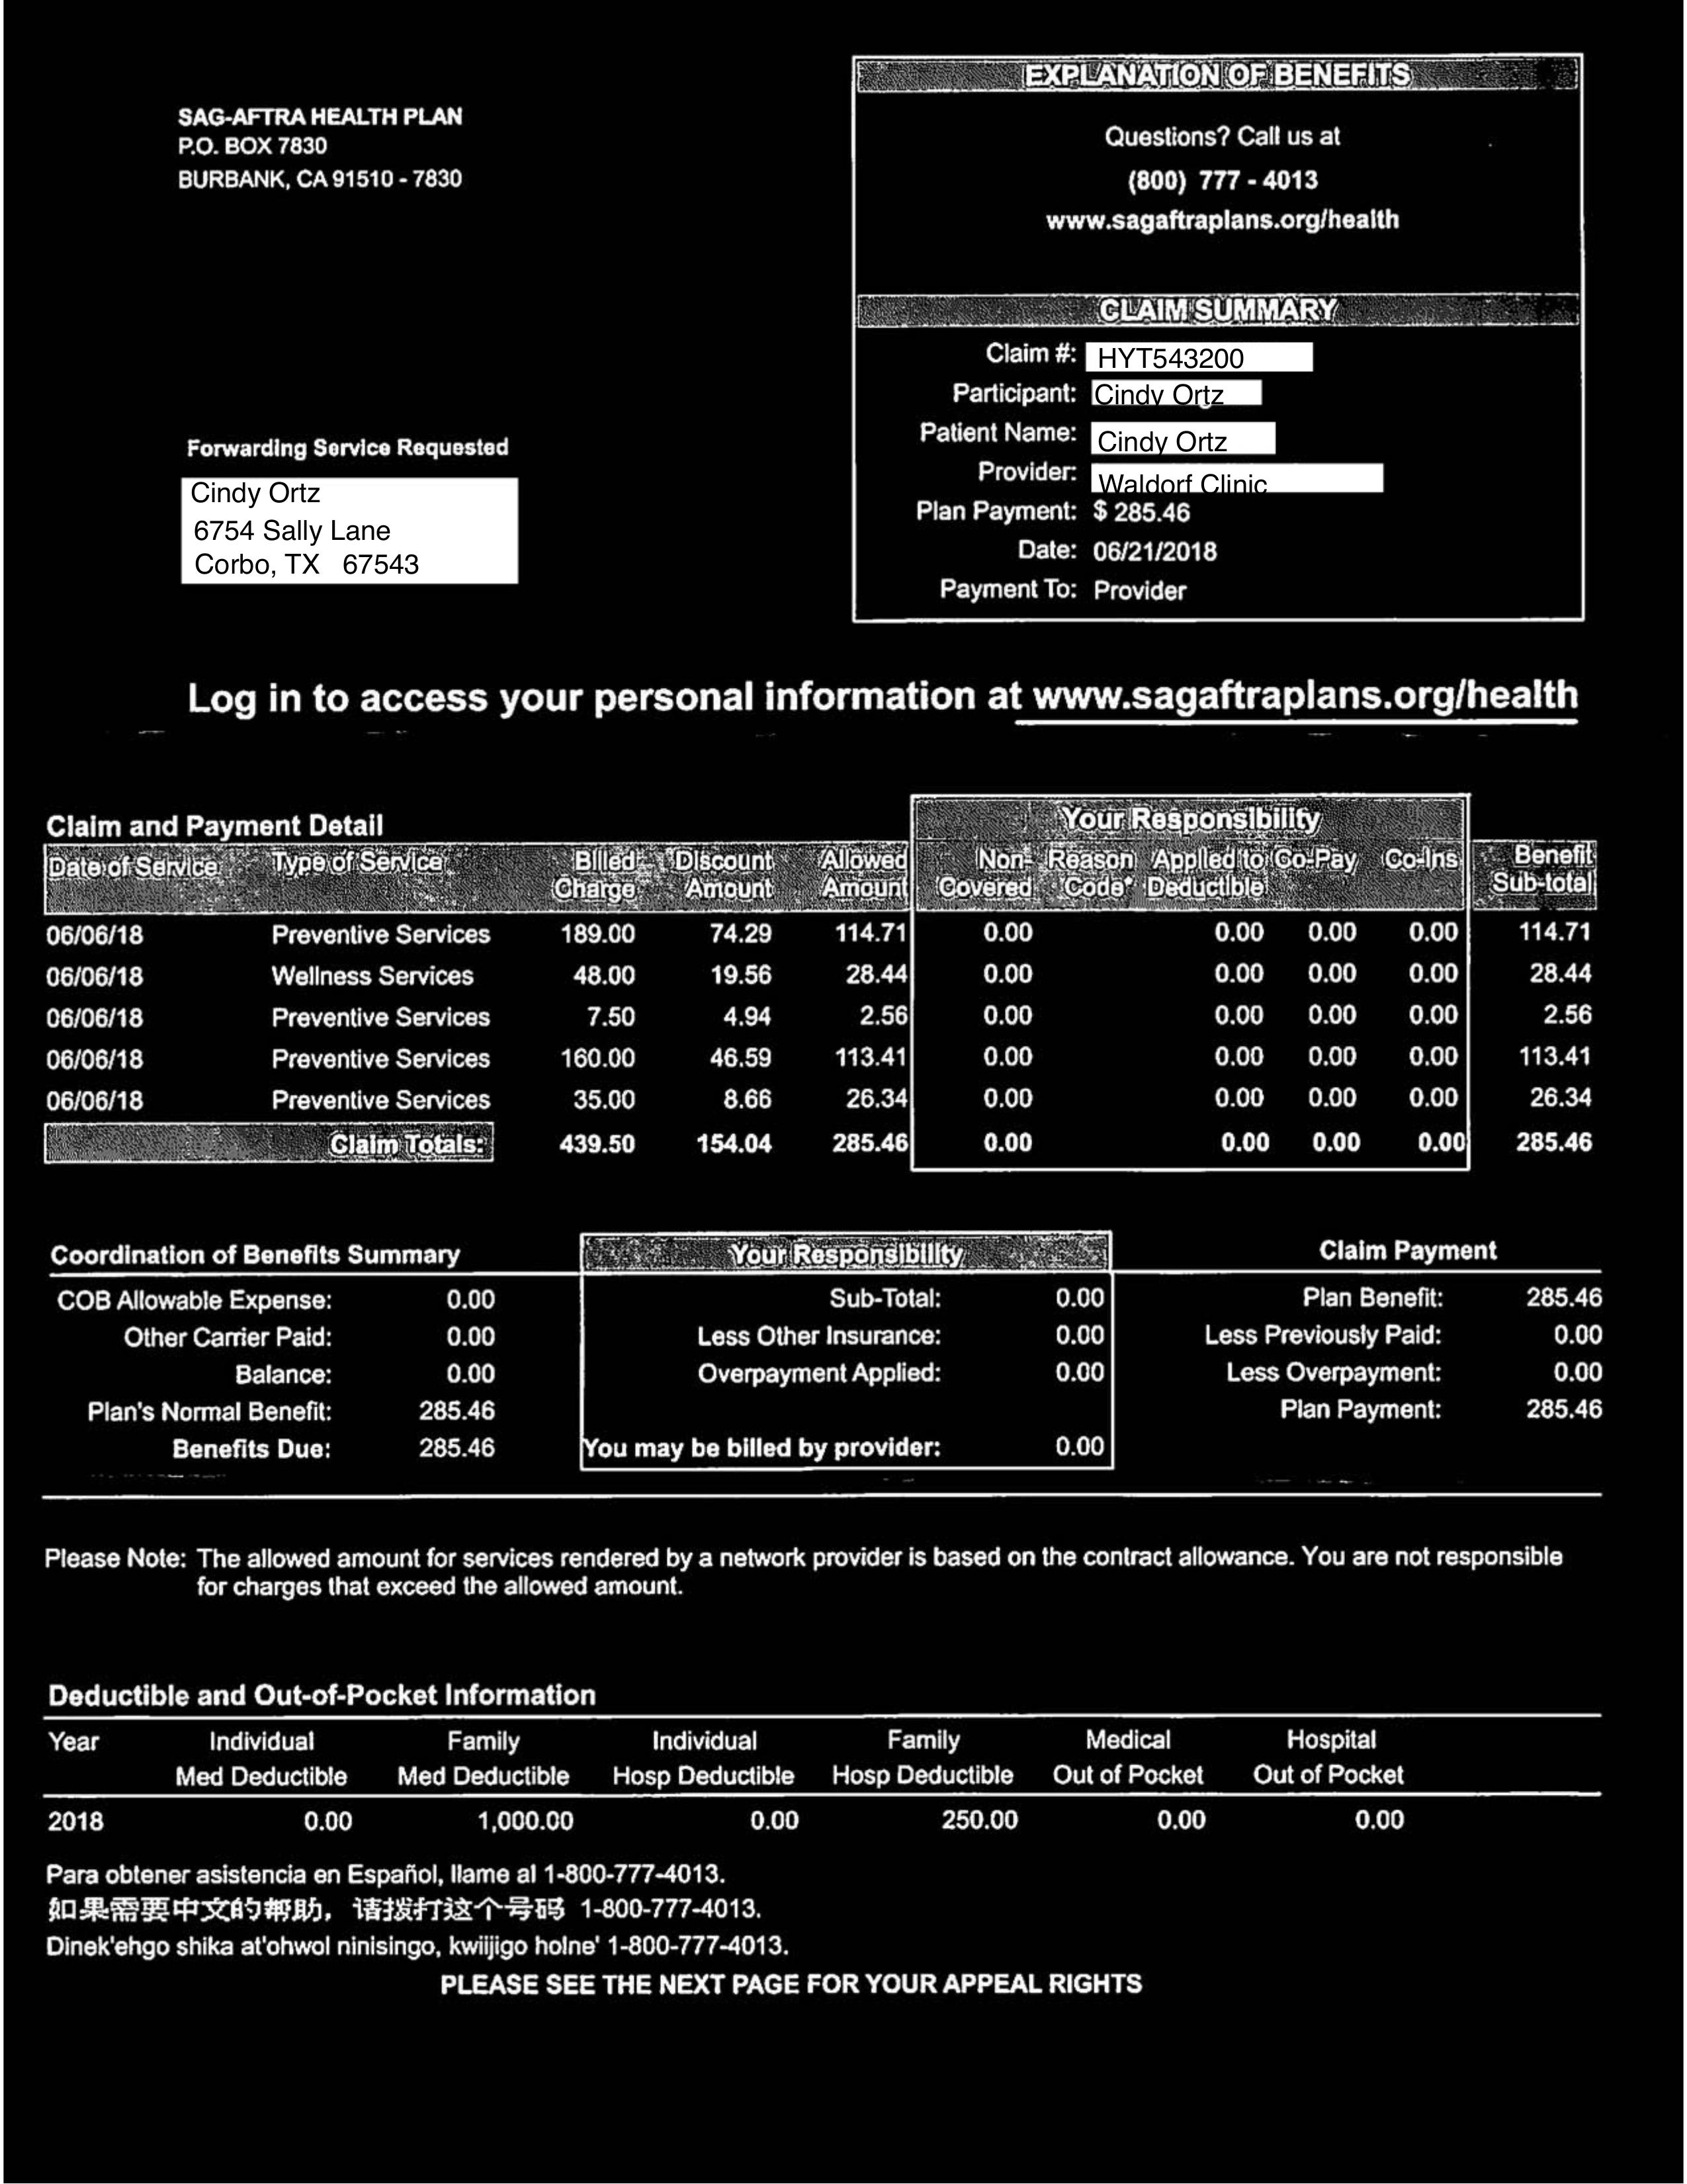 SAG-AFTRA HEALTH PLAN
P.O. BOX 7830
BURBANK, CA 91510 - 7830
EXPLANATION OF BENEFITS
Questions? Call us at
(800) 777 - 4013
www.sagaftraplans.org/health
CLAIM SUMMARY
Claim #: HYT543200
Participant: Cindy Ortz
Patient Name: Cindy Ortz
Provider: Waldorf Clinic
Plan Payment: $ 285.46
Date: 06/21/2018
Payment To: Provider
Forwarding Service Requested
Cindy Ortz
6754 Sally Lane
Corbo, TX 67543
Log in to access your personal information at www.sagaftraplans.org/health
Claim and Payment Detail
Your Responsibility
Date of Service Type of Service Billed Discount Allowed Non- Reason Applied to Co-Pay Co-Ins Benefit
Charge Amount Amount Covered Code* Deductible Sub-total
06/06/18 Preventive Services 189.00 74.29 114.71 0.00 0.00 0.00 0.00 114.71
06/06/18 Wellness Services 48.00 19.56 28.44 0.00 0.00 0.00 0.00 28.44
06/06/18 Preventive Services 7.50 4.94 2.56 0.00 0.00 0.00 0.00 2.56
06/06/18 Preventive Services 160.00 46.59 113.41 0.00 0.00 0.00 0.00 113.41
06/06/18 Preventive Services 35.00 8.66 26.34 0.00 0.00 0.00 0.00 26.34
Claim Totals: 439.50 154.04 285.46 0.00 0.00 0.00 0.00 285.46
Coordination of Benefits Summary
COB Allowable Expense: 0.00
Other Carrier Paid: 0.00
Balance: 0.00
Plan's Normal Benefit: 285.46
Benefits Due: 285.46
Your Responsibility
Sub-Total: 0.00
Less Other Insurance: 0.00
Overpayment Applied: 0.00
You may be billed by provider: 0.00
Claim Payment
Plan Benefit: 285.46
Less Previously Paid: 0.00
Less Overpayment: 0.00
Plan Payment: 285.46
Please Note: The allowed amount for services rendered by a network provider is based on the contract allowance. You are not responsible
for charges that exceed the allowed amount.
Deductible and Out-of-Pocket Information
Year Individual Family Individual Family Medical Hospital
Med Deductible Med Deductible Hosp Deductible Hosp Deductible Out of Pocket Out of Pocket
2018 0.00 1,000.00 0.00 250.00 0.00 0.00
Para obtener asistencia en Español, llame al 1-800-777-4013.
如果需要中文的帮助，请拨打这个号码 1-800-777-4013.
Dinek'ehgo shika at'ohwol ninisingo, kwiijigo holne' 1-800-777-4013.
PLEASE SEE THE NEXT PAGE FOR YOUR APPEAL RIGHTS